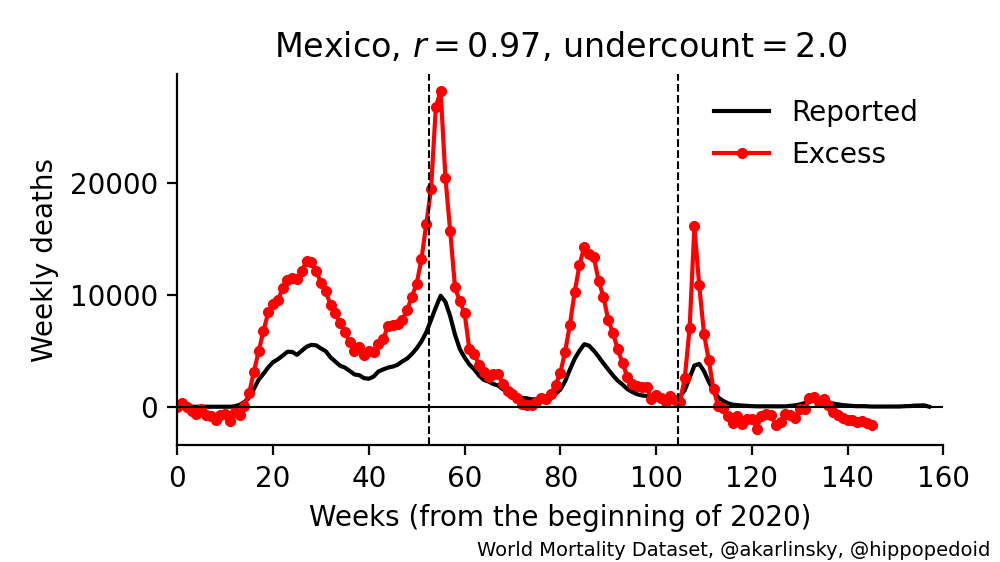 Mexico, r = 0.97, undercount = 2.0
Reported
Excess
Weekly deaths
20000
10000
0
0 20 40 60 80 100 120 140 160
Weeks (from the beginning of 2020)
World Mortality Dataset, @akarlinsky, @hippopedoid